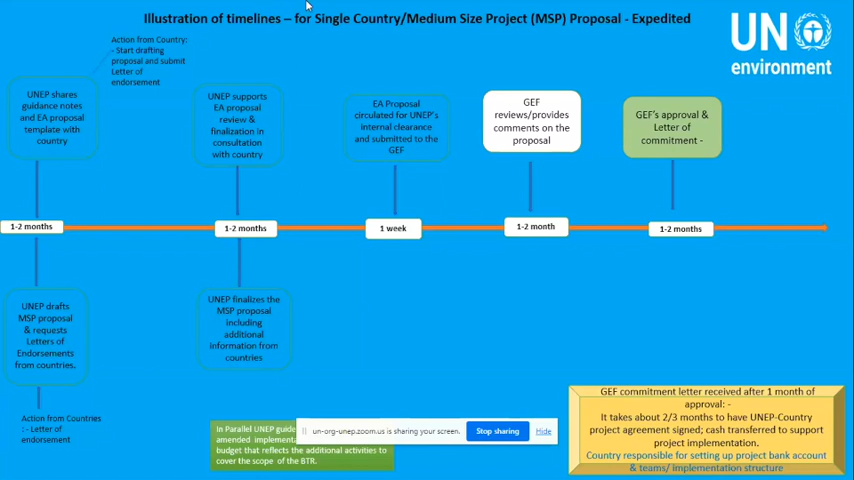 Illustration of timelines – for Single Country/Medium Size Project (MSP) Proposal - Expedited
UN
environment
Action from Country:
- Start drafting
proposal and submit
Letter of
endorsement
UNEP shares
guidance notes
and EA proposal
template with
country
UNEP supports
EA proposal
review &
finalization in
consultation
with country
EA Proposal
circulated for UNEP's
internal clearance
and submitted to the
GEF
GEF
reviews/provides
comments on the
proposal
GEF's approval &
Letter of
commitment -
1-2 months
1-2 months
1 week
1-2 month
1-2 months
UNEP drafts
MSP proposal
& requests
Letters of
Endorsements
from countries.
UNEP finalizes the
MSP proposal
including
additional
information from
countries
Action from Countries
: - Letter of
endorsement
In Parallel UNEP
amended
budget that reflects the additional activities to
cover the scope of the BTR.
un-org-unep.zoom.us is sharing your screen.
Stop sharing
Hide
GEF commitment letter received after 1 month of
approval: -
It takes about 2/3 months to have UNEP-Country
project agreement signed; cash transferred to support
project implementation.
Country responsible for setting up project bank account
& teams/ implementation structure